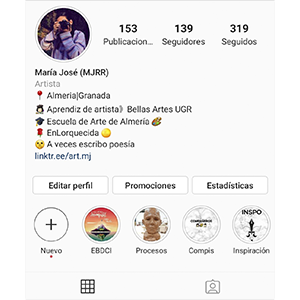 153 139 319
Publicacion... Seguidores Seguidos
María José (MJRR)
Artista
📍 Almeria|Granada
👩‍🎨 Aprendiz de artista》Bellas Artes UGR
🎓 Escuela de Arte de Almería 🎨
🌹 EnLorquecida 🌕
🌝 A veces escribo poesia
linktr.ee/art.mj
Editar perfil Promociones Estadísticas
INSPO
Nuevo EBDCI Procesos Compis Inspiración